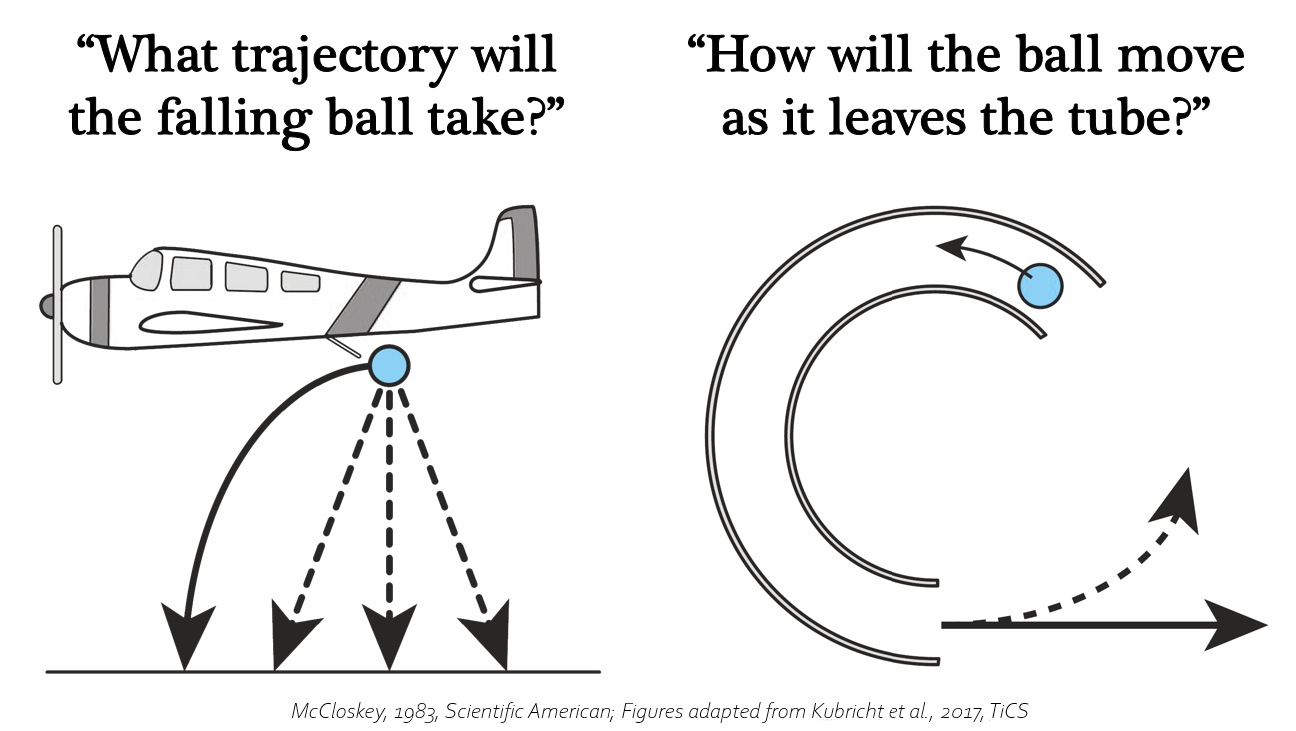 “What trajectory will
the falling ball take?”
“How will the ball move
as it leaves the tube?”
McCloskey, 1983, Scientific American; Figures adapted from Kubricht et al., 2017, TiCS